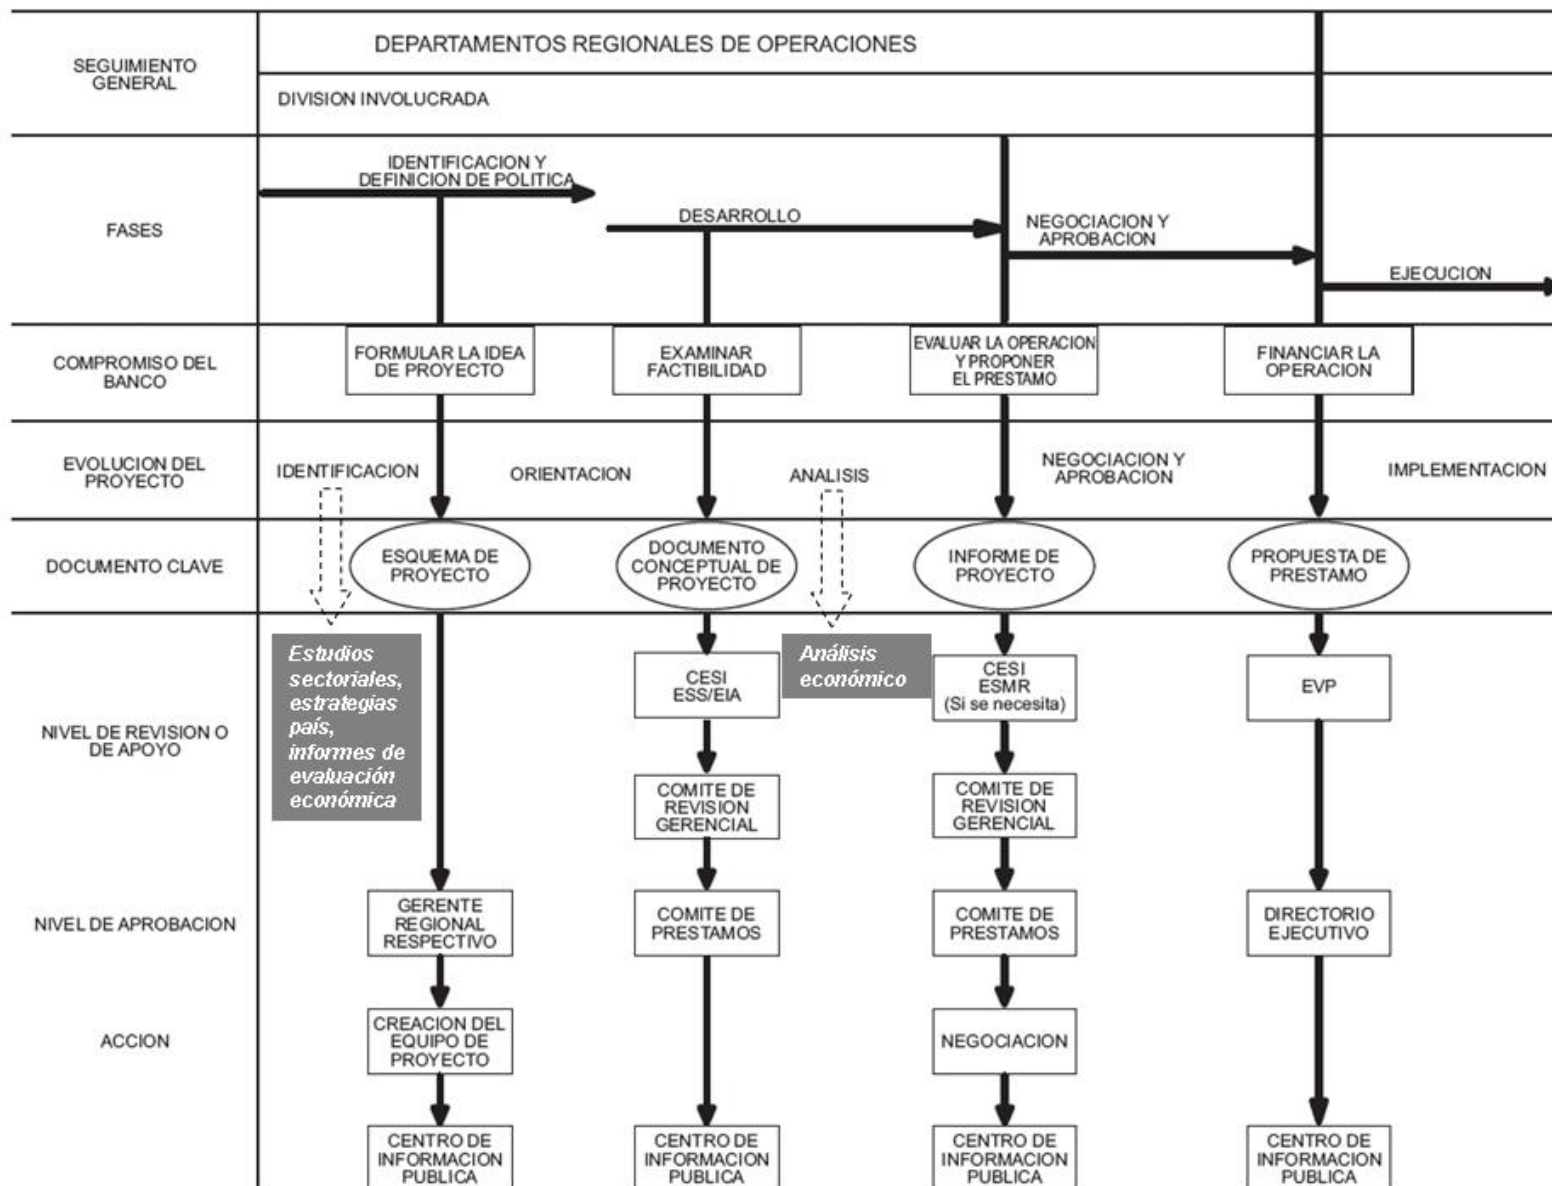 SEGUIMIENTO
GENERAL
DEPARTAMENTOS REGIONALES DE OPERACIONES
DIVISION INVOLUCRADA
FASES
IDENTIFICACION Y
DEFINICION DE POLITICA
DESARROLLO
NEGOCIACION Y
APROBACION
EJECUCION
COMPROMISO DEL
BANCO
FORMULAR LA IDEA
DE PROYECTO
EXAMINAR
FACTIBILIDAD
EVALUAR LA OPERACION
Y PROPONER
EL PRESTAMO
FINANCIAR LA
OPERACION
EVOLUCION DEL
PROYECTO
IDENTIFICACION
ORIENTACION
ANALISIS
NEGOCIACION Y
APROBACION
IMPLEMENTACION
DOCUMENTO CLAVE
ESQUEMA DE
PROYECTO
DOCUMENTO
CONCEPTUAL DE
PROYECTO
INFORME DE
PROYECTO
PROPUESTA DE
PRESTAMO
NIVEL DE REVISION O
DE APOYO
Estudios
sectoriales,
estrategias
país,
informes de
evaluación
económica
CESI
ESS/EIA
Análisis
económico
CESI
ESMR
(Si se necesita)
EVP
COMITE DE
REVISION
GERENCIAL
COMITE DE
REVISION
GERENCIAL
NIVEL DE APROBACION
GERENTE
REGIONAL
RESPECTIVO
COMITE DE
PRESTAMOS
COMITE DE
PRESTAMOS
DIRECTORIO
EJECUTIVO
ACCION
CREACION DEL
EQUIPO DE
PROYECTO
NEGOCIACION
CENTRO DE
INFORMACION
PUBLICA
CENTRO DE
INFORMACION
PUBLICA
CENTRO DE
INFORMACION
PUBLICA
CENTRO DE
INFORMACION
PUBLICA